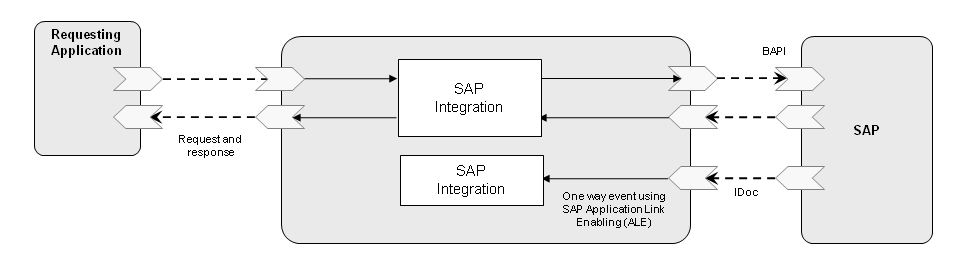 Requesting
Application
SAP
Integration
BAPI
SAP
Request and
response
SAP
Integration
One way event using
SAP Application Link
Enabling (ALE)
IDoc